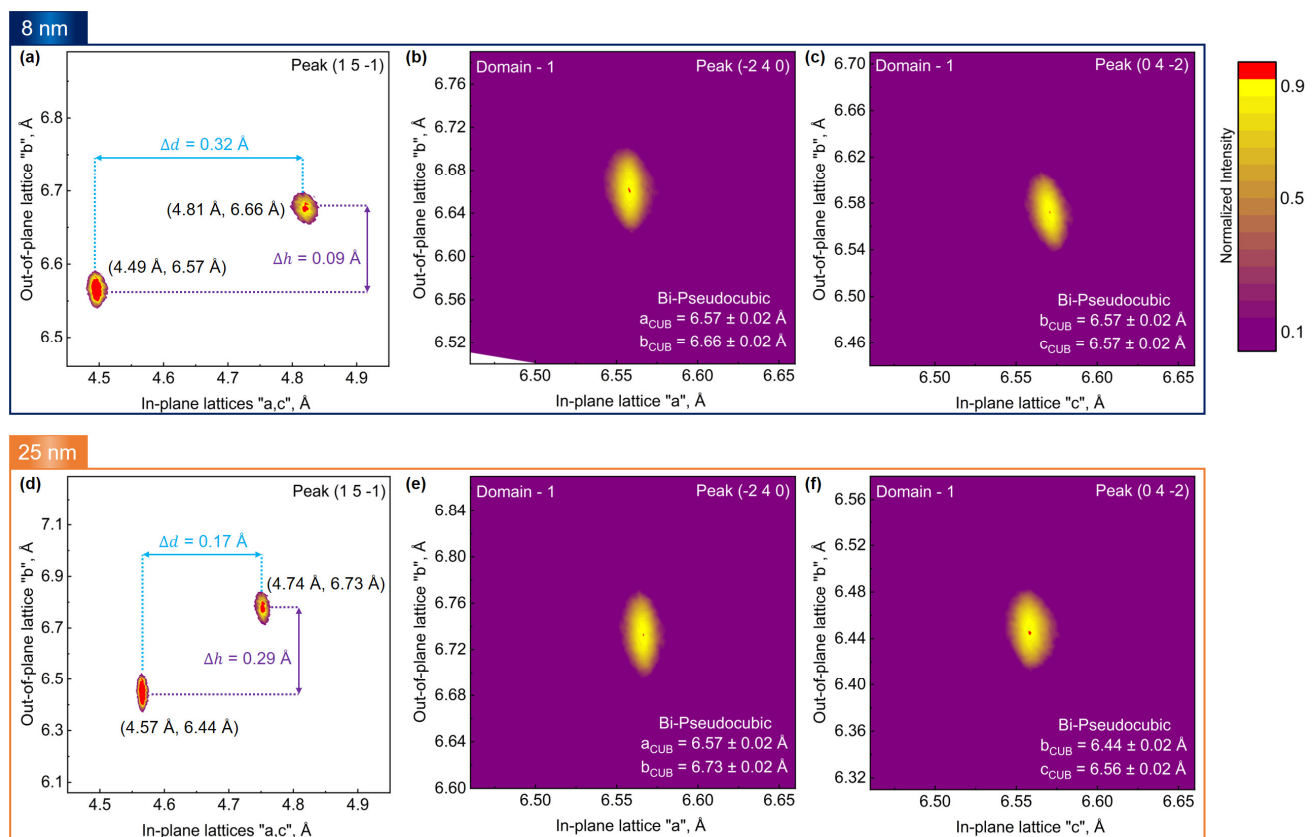 8 nm
(a)
Peak (1 5 -1)
Out-of-plane lattice "b", Å
6.8
6.7
6.6
6.5
Δd = 0.32 Å
(4.81 Å, 6.66 Å)
Δh = 0.09 Å
(4.49 Å, 6.57 Å)
4.5 4.6 4.7 4.8 4.9
In-plane lattices "a,c", Å
(b)
Domain - 1 Peak (-2 4 0)
Out-of-plane lattice "b", Å
6.76
6.72
6.68
6.64
6.60
6.56
6.52
Bi-Pseudocubic
aCUB = 6.57 ± 0.02 Å
bCUB = 6.66 ± 0.02 Å
6.50 6.55 6.60 6.65
In-plane lattice "a", Å
(c)
Domain - 1 Peak (0 4 -2)
Out-of-plane lattice "b", Å
6.70
6.66
6.62
6.58
6.54
6.50
6.46
Bi-Pseudocubic
bCUB = 6.57 ± 0.02 Å
cCUB = 6.57 ± 0.02 Å
6.50 6.55 6.60 6.65
In-plane lattice "c", Å
0.9
0.5
0.1
Normalized Intensity
25 nm
(d)
Peak (1 5 -1)
Out-of-plane lattice "b", Å
7.1
6.9
6.7
6.5
6.3
6.1
Δd = 0.17 Å
(4.74 Å, 6.73 Å)
Δh = 0.29 Å
(4.57 Å, 6.44 Å)
4.5 4.6 4.7 4.8 4.9
In-plane lattices "a,c", Å
(e)
Domain - 1 Peak (-2 4 0)
Out-of-plane lattice "b", Å
6.84
6.80
6.76
6.72
6.68
6.64
6.60
Bi-Pseudocubic
aCUB = 6.57 ± 0.02 Å
bCUB = 6.73 ± 0.02 Å
6.50 6.55 6.60 6.65
In-plane lattice "a", Å
(f)
Domain - 1 Peak (0 4 -2)
Out-of-plane lattice "b", Å
6.56
6.52
6.48
6.44
6.40
6.36
6.32
Bi-Pseudocubic
bCUB = 6.44 ± 0.02 Å
cCUB = 6.56 ± 0.02 Å
6.50 6.55 6.60 6.65
In-plane lattice "c", Å